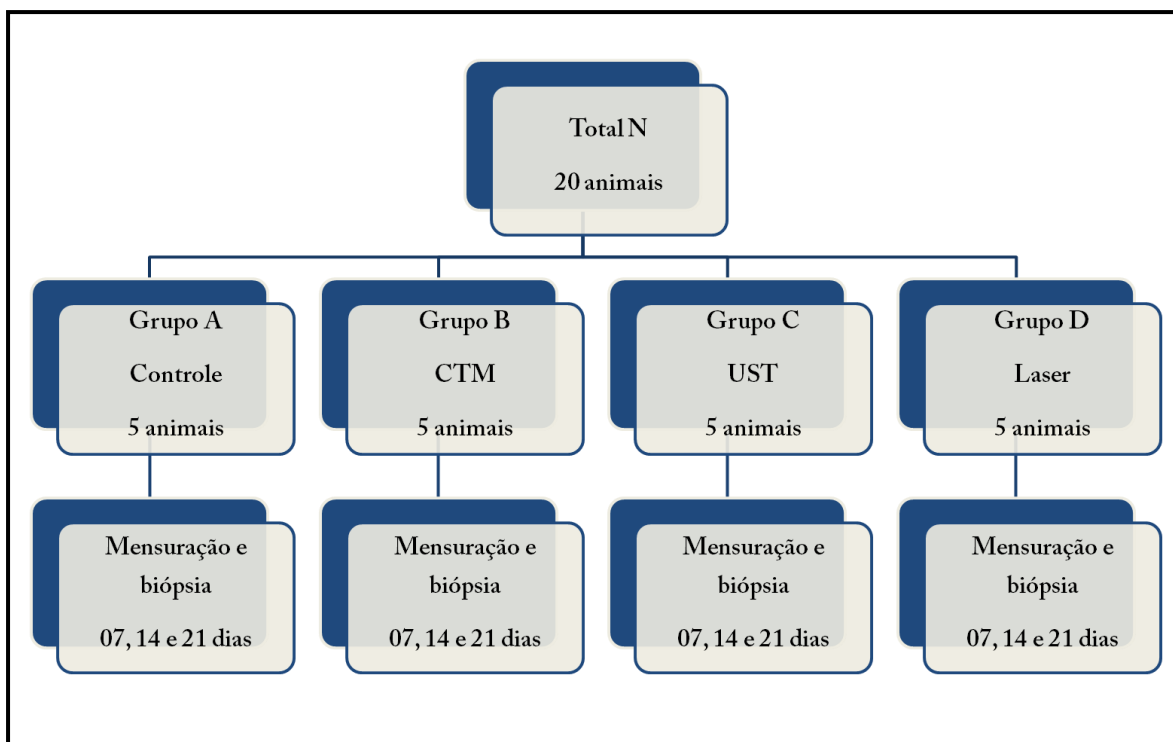 Total N
20 animais
Grupo A
Controle
5 animais
Grupo B
CTM
5 animais
Grupo C
UST
5 animais
Grupo D
Laser
5 animais
Mensuração e
biópsia
07, 14 e 21 dias
Mensuração e
biópsia
07, 14 e 21 dias
Mensuração e
biópsia
07, 14 e 21 dias
Mensuração e
biópsia
07, 14 e 21 dias